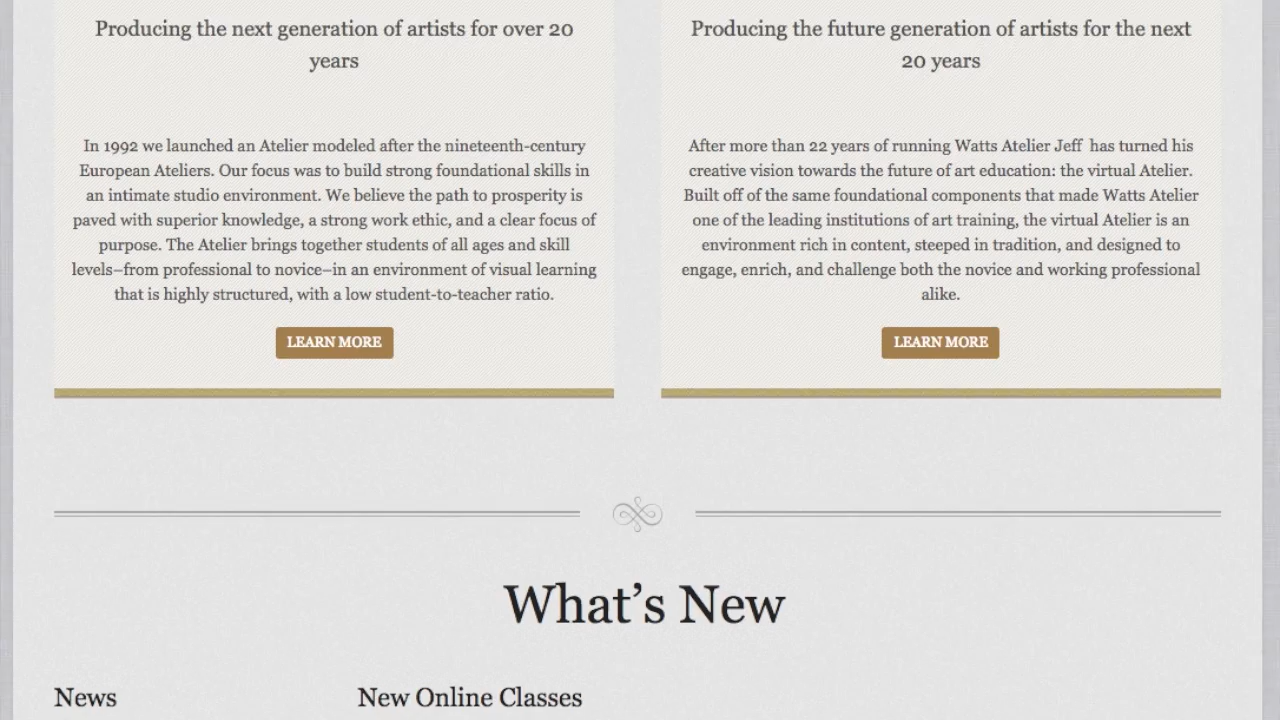 Producing the next generation of artists for over 20
years
In 1992 we launched an Atelier modeled after the nineteenth-century
European Ateliers. Our focus was to build strong foundational skills in
an intimate studio environment. We believe the path to prosperity is
paved with superior knowledge, a strong work ethic, and a clear focus of
purpose. The Atelier brings together students of all ages and skill
levels–from professional to novice–in an environment of visual learning
that is highly structured, with a low student-to-teacher ratio.
LEARN MORE
Producing the future generation of artists for the next
20 years
After more than 22 years of running Watts Atelier Jeff  has turned his
creative vision towards the future of art education: the virtual Atelier.
Built off of the same foundational components that made Watts Atelier
one of the leading institutions of art training, the virtual Atelier is an
environment rich in content, steeped in tradition, and designed to
engage, enrich, and challenge both the novice and working professional
alike.
LEARN MORE
What’s New
News
New Online Classes